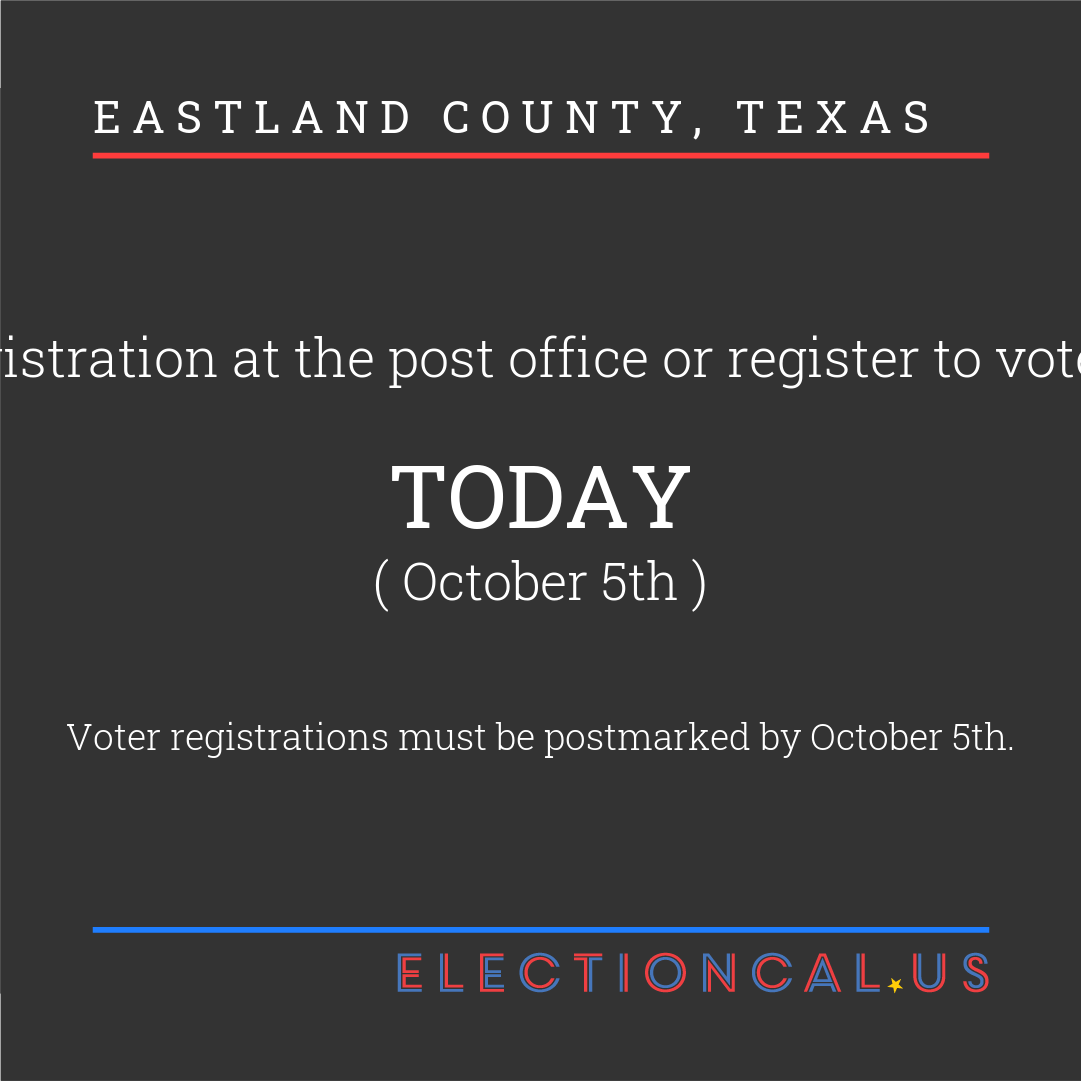 EASTLAND COUNTY, TEXAS
istration at the post office or register to vot
TODAY
( October 5th )
Voter registrations must be postmarked by October 5th.
ELECTIONCAL.US